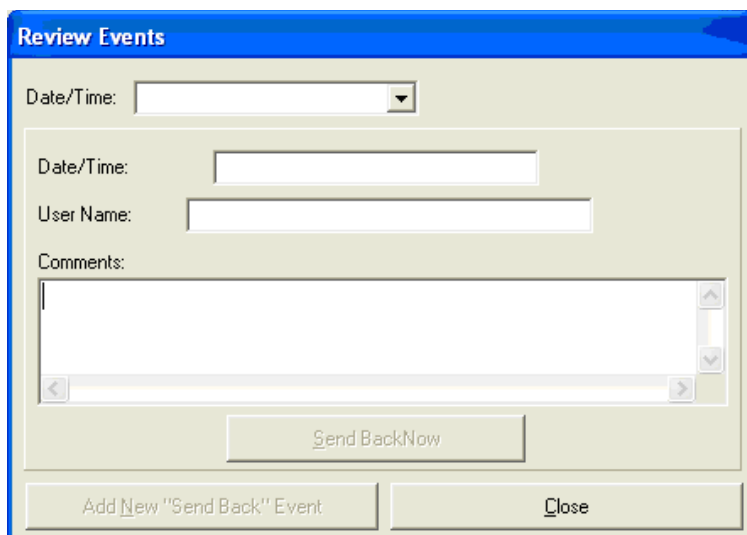 Review Events
Date/Time:
Date/Time:
User Name:
Comments:
Send BackNow
Add New "Send Back" Event
Close